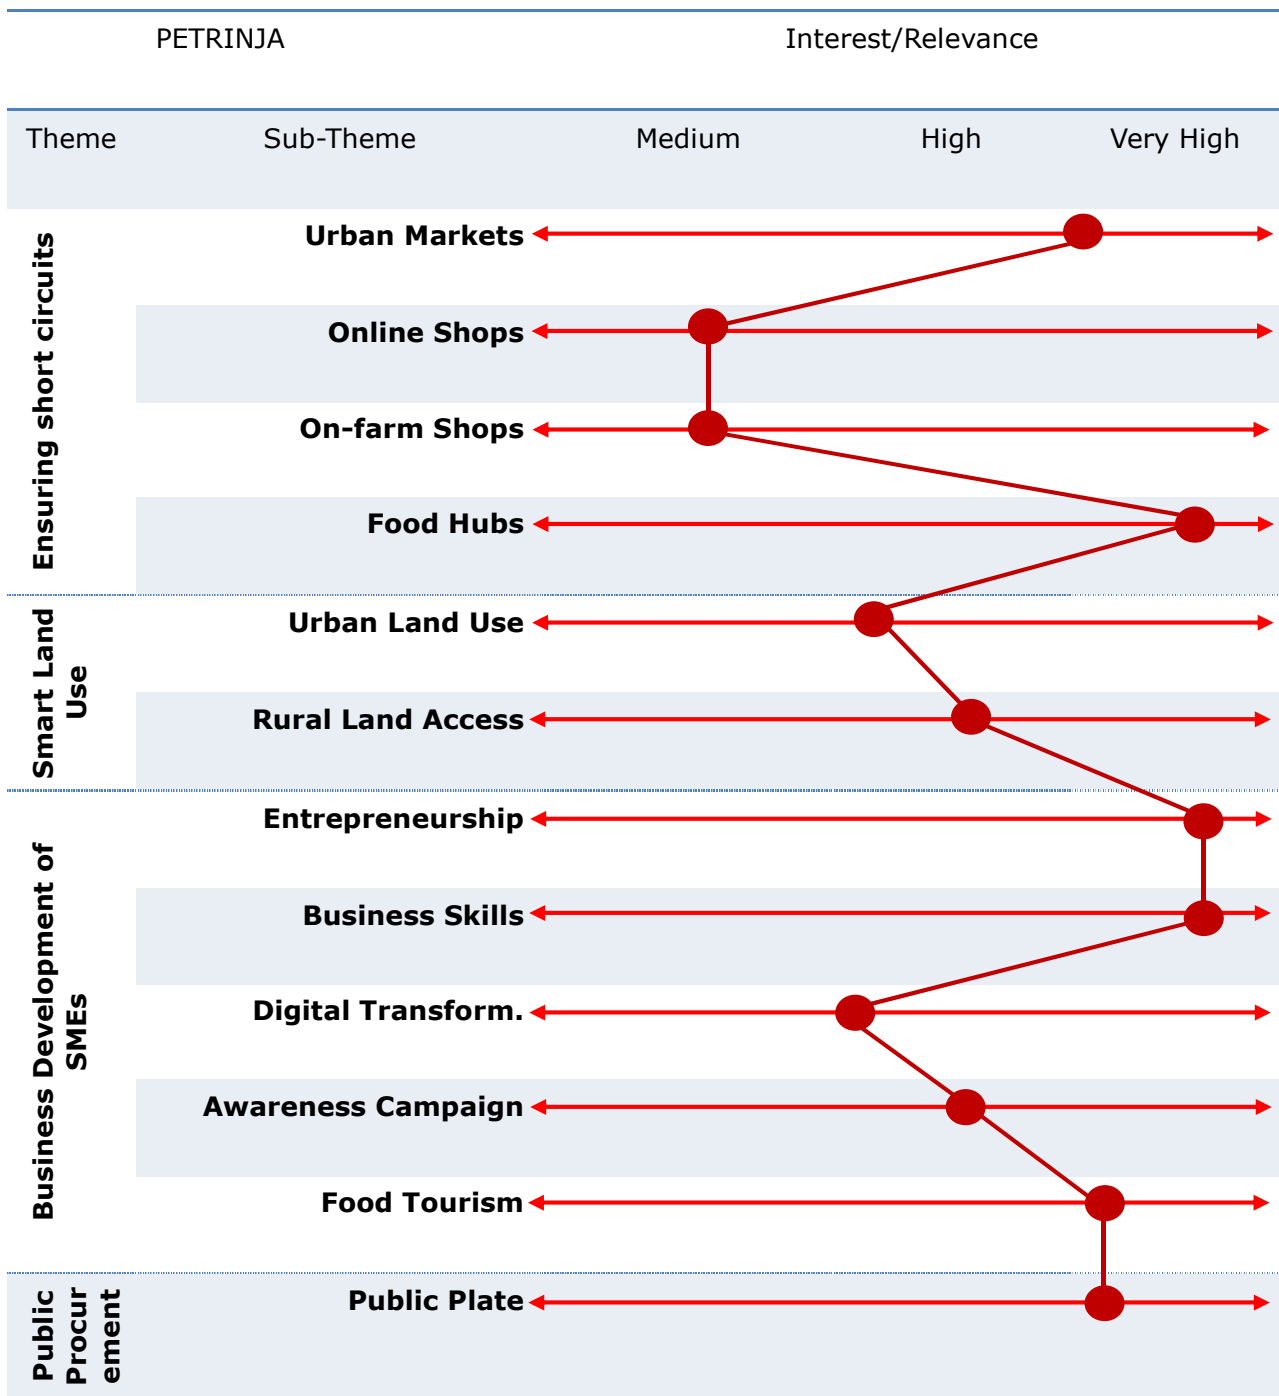 PETRINJA Interest/Relevance
Theme Sub-Theme Medium High Very High
Ensuring short circuits
Urban Markets
Online Shops
On-farm Shops
Food Hubs
Smart Land
Use
Urban Land Use
Rural Land Access
Business Development of
SMEs
Entrepreneurship
Business Skills
Digital Transform.
Awareness Campaign
Food Tourism
Public
Procur
ement
Public Plate